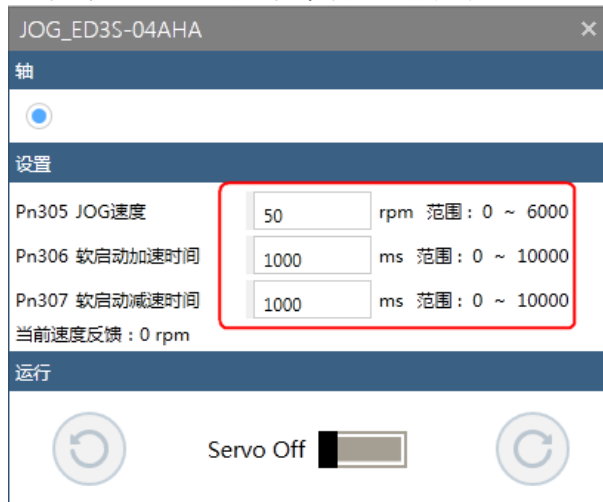 JOG_ED3S-04AHA ×
轴
设置
Pn305 JOG速度 50 rpm 范围：0 ~ 6000
Pn306 软启动加速时间 1000 ms 范围：0 ~ 10000
Pn307 软启动减速时间 1000 ms 范围：0 ~ 10000
当前速度反馈：0 rpm
运行
Servo Off